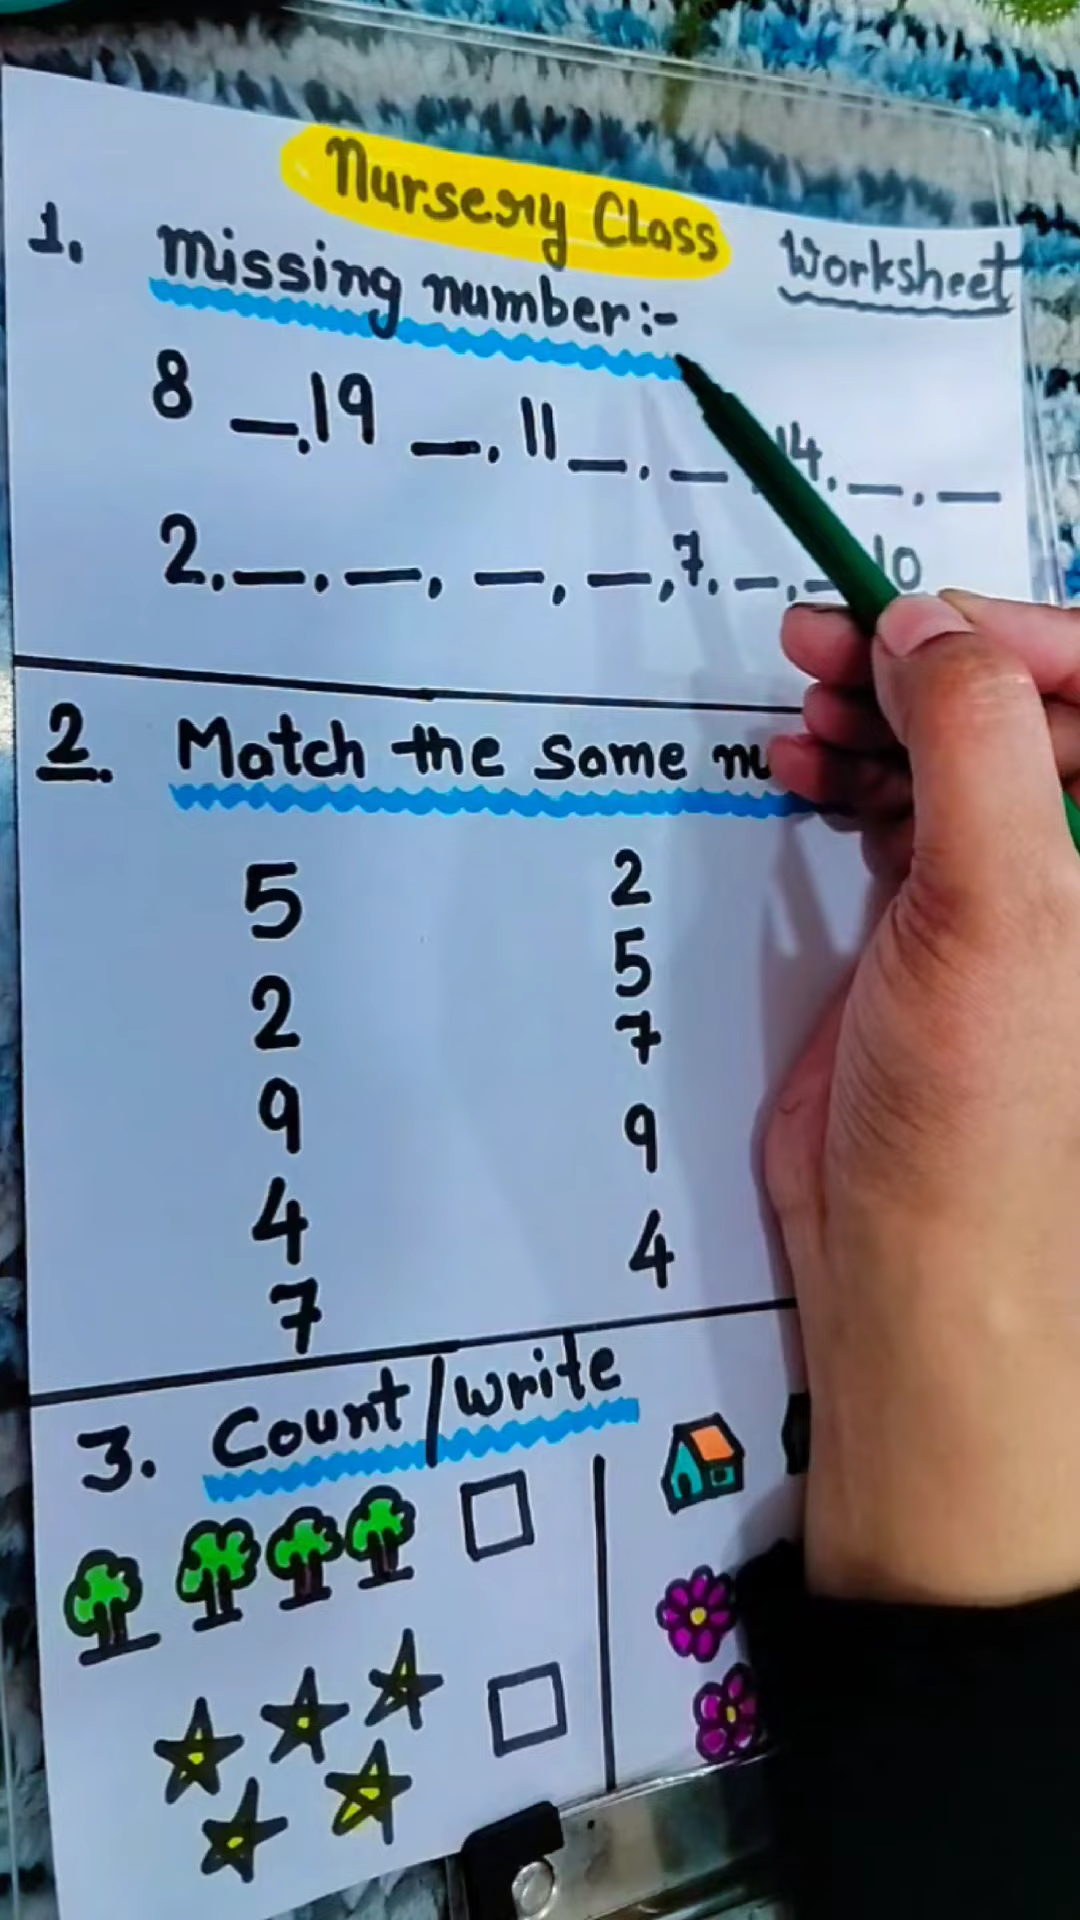 Nursery Class
Worksheet
1. missing number:-
8 _. 19 _. 11 _. _ 14. _. _
2. _. _, _, _, 7. _. _ 10
2. Match the same
5 2
2 5
9 7
4 9
7 4
3. Count/write